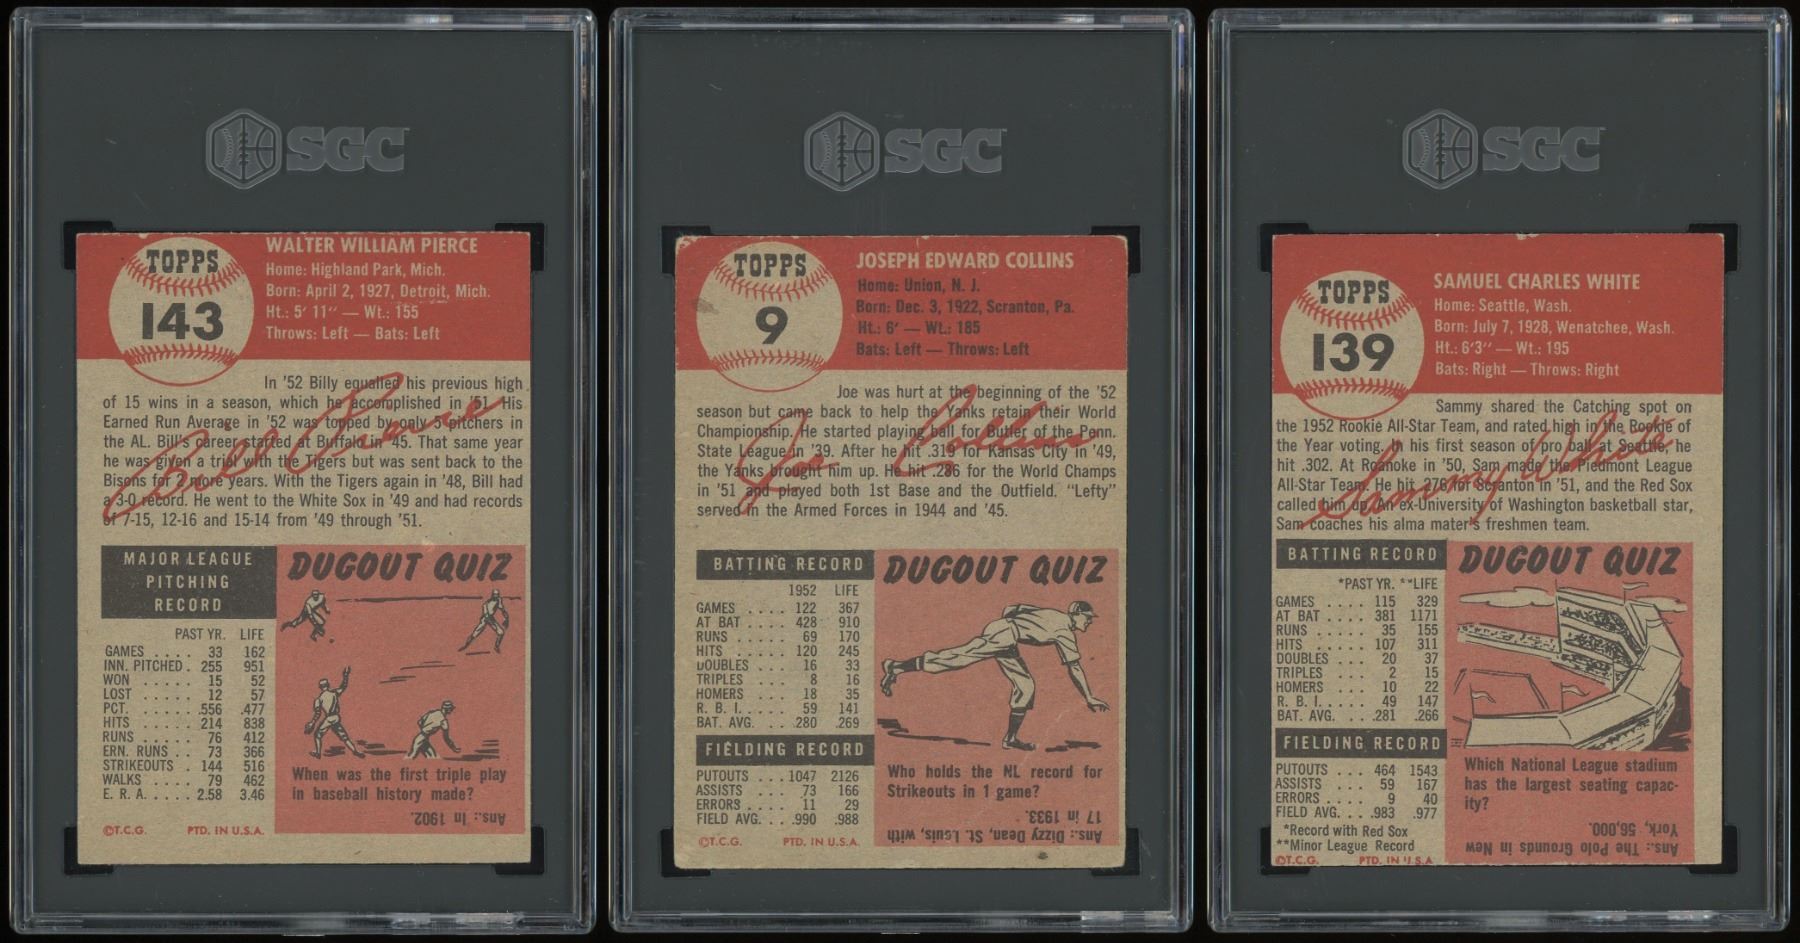 SGC
TOPPS
143
WALTER WILLIAM PIERCE
Home: Highland Park, Mich.
Born: April 2, 1927, Detroit, Mich.
Ht.: 5' 11" — Wt.: 155
Throws: Left — Bats: Left
In '52 Billy equalled his previous high
of 15 wins in a season, which he accomplished in '51. His
Earned Run Average in '52 was topped by only 5 pitchers in
the AL. Bill's career started at Buffalo in '45. That same year
he was given a trial with the Tigers but was sent back to the
Bisons for 2 more years. With the Tigers again in '48, Bill had
a 3-0 record. He went to the White Sox in '49 and had records
of 7-15, 12-16 and 15-14 from '49 through '51.
Bill Pierce
MAJOR LEAGUE
PITCHING
RECORD
PAST YR. LIFE
GAMES .... 33 162
INN. PITCHED . 255 951
WON ..... 15 52
LOST ..... 12 57
PCT. ..... .556 .477
HITS ..... 214 838
RUNS .... 76 412
ERN. RUNS .. 73 366
STRIKEOUTS . 144 516
WALKS .... 79 462
E. R. A. ..... 2.58 3.46
©T.C.G. PTD. IN U.S.A.
DUGOUT QUIZ
When was the first triple play
in baseball history made?
Ans.: In 1902.
SGC
TOPPS
9
JOSEPH EDWARD COLLINS
Home: Union, N. J.
Born: Dec. 3, 1922, Scranton, Pa.
Ht.: 6' — Wt.: 185
Bats: Left — Throws: Left
Joe was hurt at the beginning of the '52
season but came back to help the Yanks retain their World
Championship. He started playing ball for Butler of the Penn.
State League in '39. After he hit .319 for Kansas City in '49,
the Yanks brought him up. He hit .286 for the World Champs
in '51 and played both 1st Base and the Outfield. "Lefty"
served in the Armed Forces in 1944 and '45.
Joe Collins
BATTING RECORD
1952 LIFE
GAMES .... 122 367
AT BAT .... 428 910
RUNS ..... 69 170
HITS ...... 120 245
DOUBLES ... 16 33
TRIPLES ... 8 16
HOMERS ... 18 35
R. B. I. ..... 59 141
BAT. AVG. ... .280 .269
FIELDING RECORD
PUTOUTS ... 1047 2126
ASSISTS .... 73 166
ERRORS .... 11 29
FIELD AVG. ... .990 .988
©T.C.G. PTD. IN U.S.A.
DUGOUT QUIZ
Who holds the NL record for
Strikeouts in 1 game?
Ans.: Dizzy Dean, St. Louis, with
17 in 1933.
SGC
TOPPS
139
SAMUEL CHARLES WHITE
Home: Seattle, Wash.
Born: July 7, 1928, Wenatchee, Wash.
Ht.: 6'3" — Wt.: 195
Bats: Right — Throws: Right
Sammy shared the Catching spot on
the 1952 Rookie All-Star Team, and rated high in the Rookie of
the Year voting. In his first season of pro ball at Seattle, he
hit .302. At Roanoke in '50, Sam made the Piedmont League
All-Star Team. He hit .276 for Scranton in '51, and the Red Sox
called him up. An ex-University of Washington basketball star,
Sam coaches his alma mater's freshmen team.
Sammy White
BATTING RECORD
*PAST YR. **LIFE
GAMES .... 115 329
AT BAT .... 381 1171
RUNS ..... 35 155
HITS ...... 107 311
DOUBLES ... 20 37
TRIPLES .... 2 15
HOMERS ... 10 22
R. B. I. ..... 49 147
BAT. AVG. ... .281 .266
FIELDING RECORD
PUTOUTS ... 464 1543
ASSISTS .... 59 167
ERRORS .... 9 40
FIELD AVG. ... .983 .977
*Record with Red Sox
**Minor League Record
©T.C.G. PTD. IN U.S.A.
DUGOUT QUIZ
Which National League stadium
has the largest seating capac-
ity?
Ans.: The Polo Grounds in New
York, 56,000.